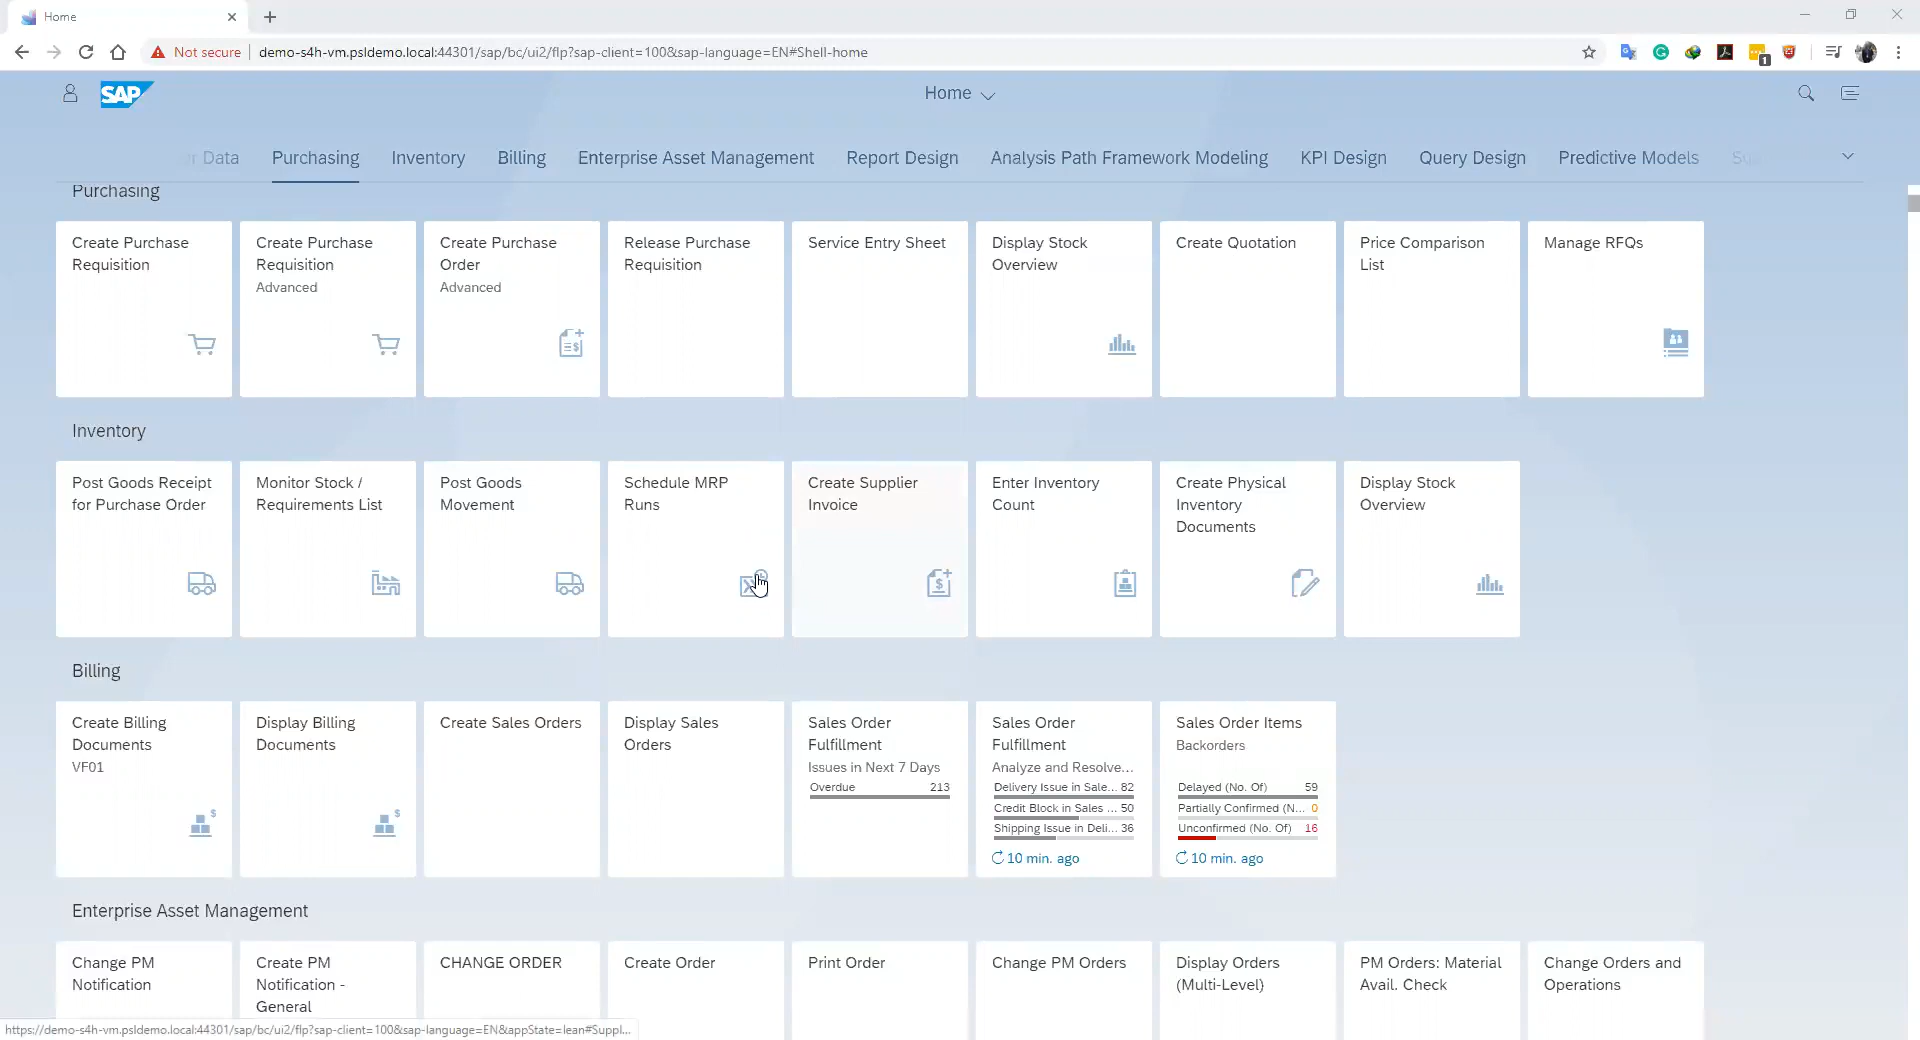 Home
Not secure
demo-s4h-vm.psldemo.local:44301/sap/bc/ui2/flp?sap-client=100&sap-language=EN#Shell-home
1
SAP
Home
Data
Purchasing
Inventory
Billing
Enterprise Asset Management
Report Design
Analysis Path Framework Modeling
KPI Design
Query Design
Predictive Models
Purchasing
Create Purchase
Requisition
Create Purchase
Requisition
Advanced
Create Purchase
Order
Advanced
Release Purchase
Requisition
Service Entry Sheet
Display Stock
Overview
Create Quotation
Price Comparison
List
Manage RFQs
Inventory
Post Goods Receipt
for Purchase Order
Monitor Stock /
Requirements List
Post Goods
Movement
Schedule MRP
Runs
Create Supplier
Invoice
Enter Inventory
Count
Create Physical
Inventory
Documents
Display Stock
Overview
Billing
Create Billing
Documents
VF01
Display Billing
Documents
Create Sales Orders
Display Sales
Orders
Sales Order
Fulfillment
Issues in Next 7 Days
Overdue 213
Sales Order
Fulfillment
Analyze and Resolve...
Delivery Issue in Sale... 82
Credit Block in Sales ... 50
Shipping Issue in Deli... 36
10 min. ago
Sales Order Items
Backorders
Delayed (No. Of) 59
Partially Confirmed (N... 0
Unconfirmed (No. Of) 16
10 min. ago
Enterprise Asset Management
Change PM
Notification
Create PM
Notification -
General
CHANGE ORDER
Create Order
Print Order
Change PM Orders
Display Orders
(Multi-Level)
PM Orders: Material
Avail. Check
Change Orders and
Operations
https://demo-s4h-vm.psldemo.local:44301/sap/bc/ui2/flp?sap-client=100&sap-language=EN&appState=lean#Suppl...